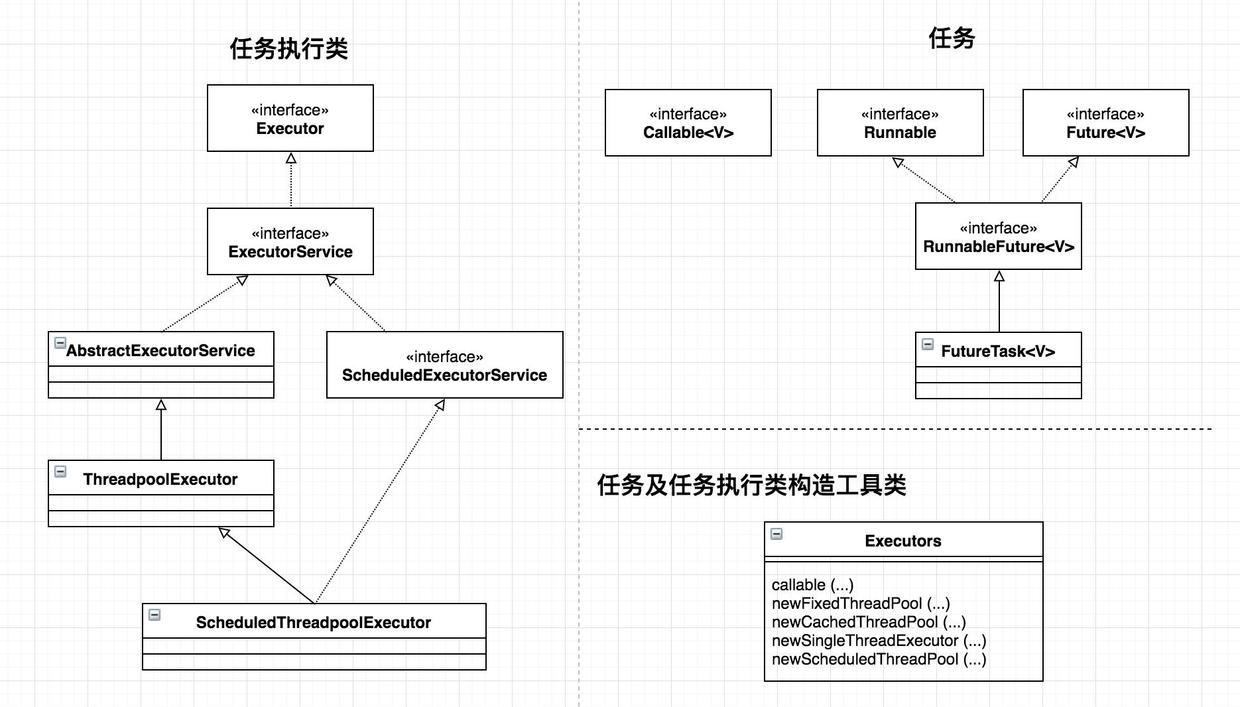 任务执行类
«interface»
Executor
«interface»
ExecutorService
AbstractExecutorService
«interface»
ScheduledExecutorService
ThreadpoolExecutor
ScheduledThreadpoolExecutor
任务
«interface»
Callable<V>
«interface»
Runnable
«interface»
Future<V>
«interface»
RunnableFuture<V>
FutureTask<V>
任务及任务执行类构造工具类
Executors
callable (...)
newFixedThreadPool (...)
newCachedThreadPool (...)
newSingleThreadExecutor (...)
newScheduledThreadPool (...)